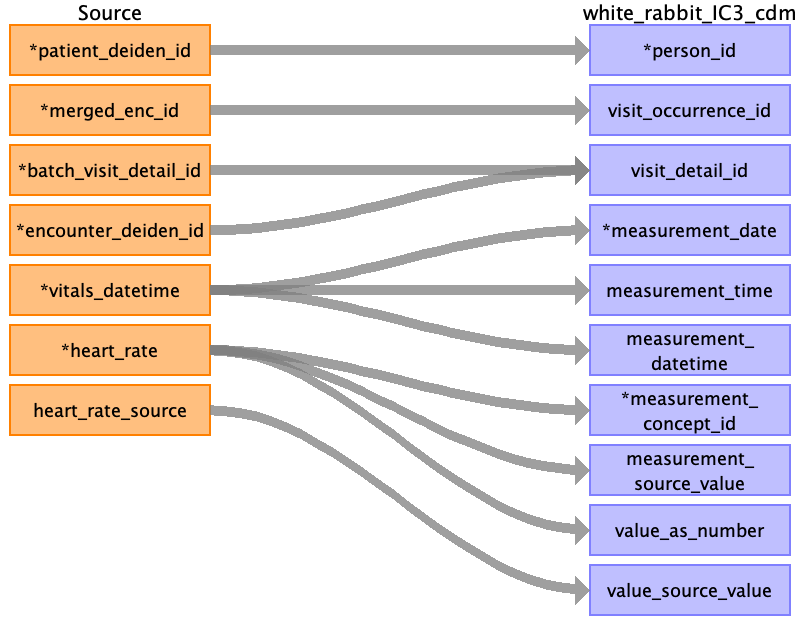 Source
white_rabbit_IC3_cdm
*patient_deiden_id
*person_id
*merged_enc_id
visit_occurrence_id
*batch_visit_detail_id
visit_detail_id
*encounter_deiden_id
*measurement_date
*vitals_datetime
measurement_time
*heart_rate
measurement_
datetime
heart_rate_source
*measurement_
concept_id
measurement_
source_value
value_as_number
value_source_value